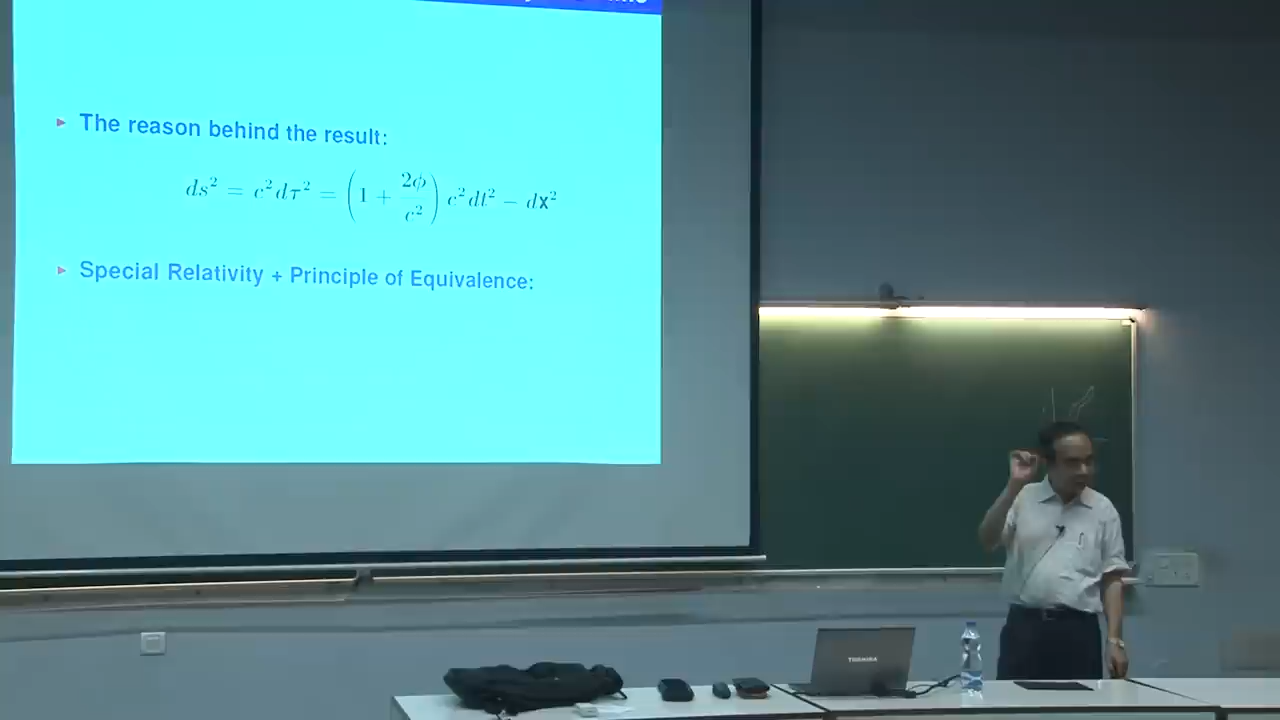 The reason behind the result:
ds² = c²dτ² = (1 + 2ϕ/c²) c²dt² − dx²
Special Relativity + Principle of Equivalence:
TOSHIBA